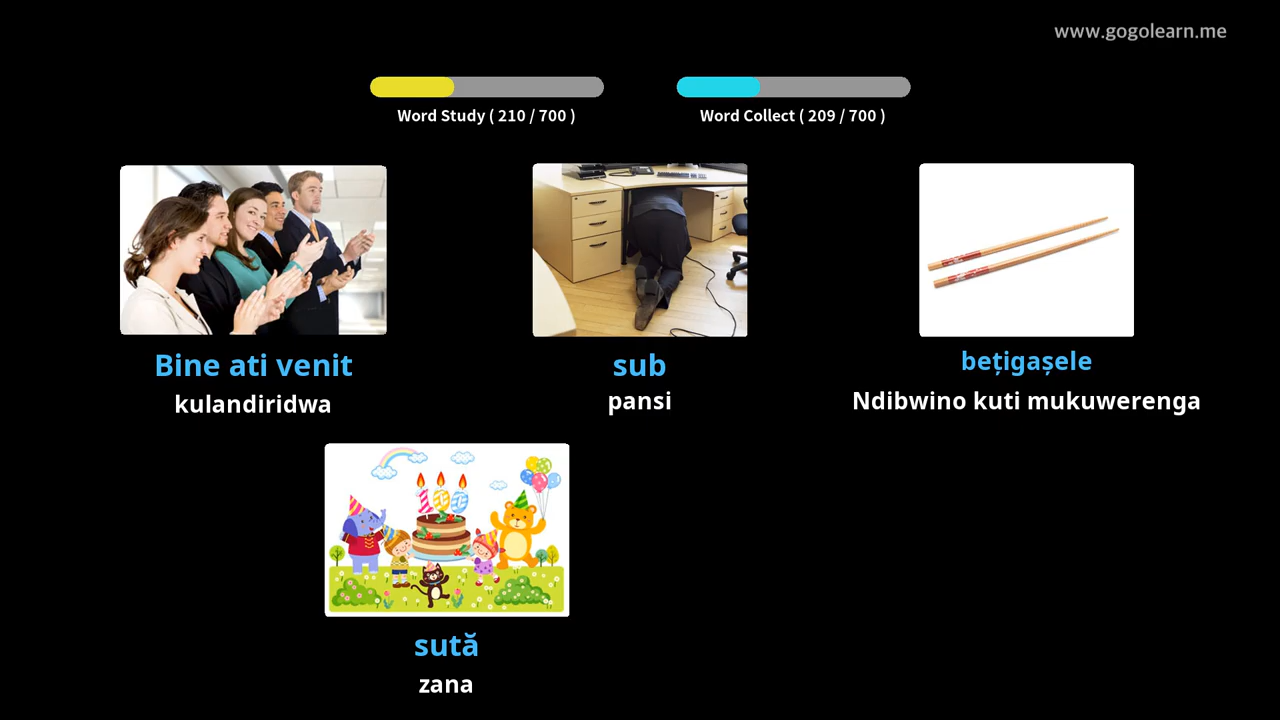 www.gogolearn.me
Word Study ( 210 / 700 )
Word Collect ( 209 / 700 )
Bine ati venit
kulandiridwa
sub
pansi
bețigașele
Ndibwino kuti mukuwerenga
100
sută
zana